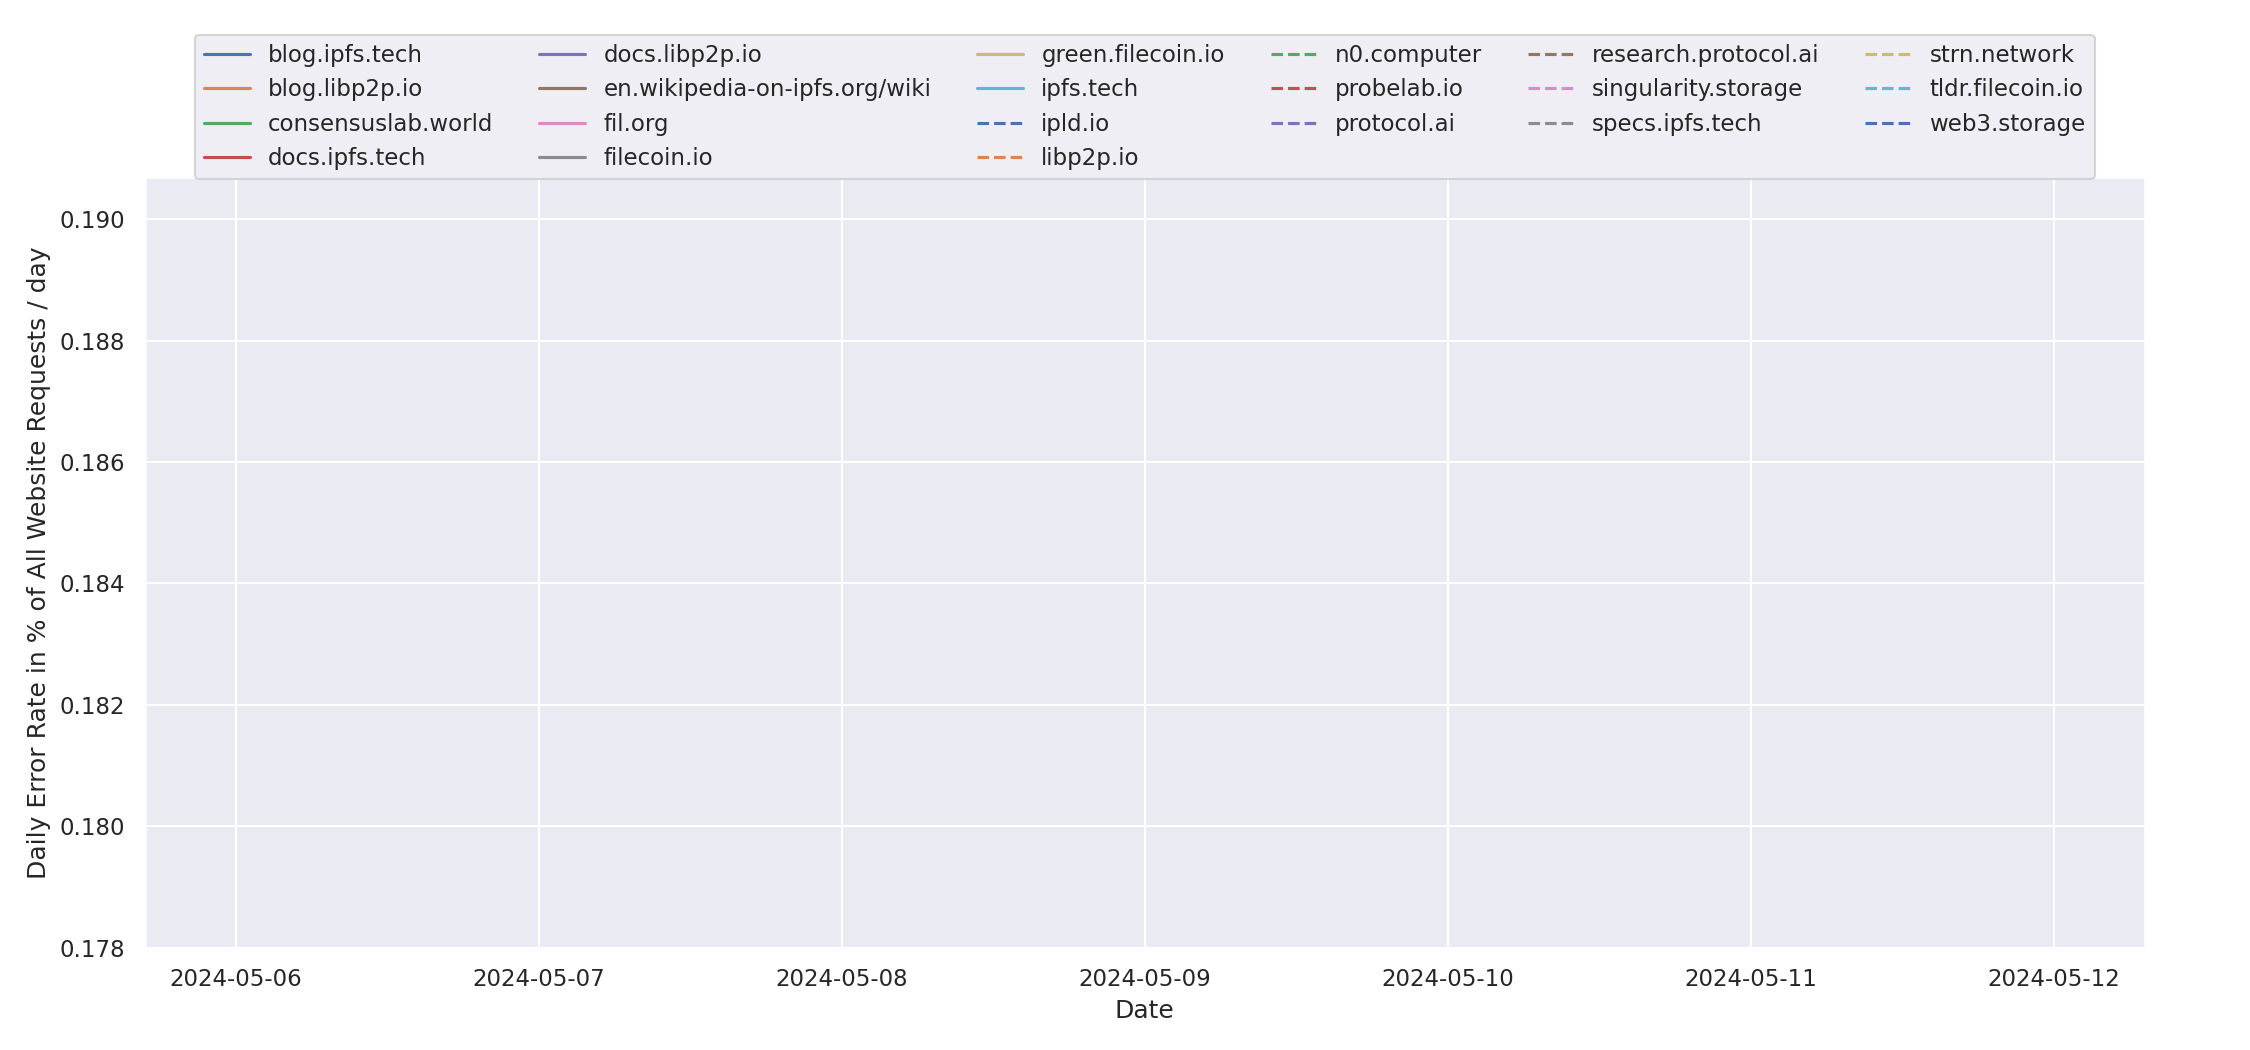 blog.ipfs.tech
blog.libp2p.io
consensuslab.world
docs.ipfs.tech
docs.libp2p.io
en.wikipedia-on-ipfs.org/wiki
fil.org
filecoin.io
green.filecoin.io
ipfs.tech
ipld.io
libp2p.io
n0.computer
probelab.io
protocol.ai
research.protocol.ai
singularity.storage
specs.ipfs.tech
strn.network
tldr.filecoin.io
web3.storage
Daily Error Rate in % of All Website Requests / day
0.190
0.188
0.186
0.184
0.182
0.180
0.178
2024-05-06 2024-05-07 2024-05-08 2024-05-09 2024-05-10 2024-05-11 2024-05-12
Date